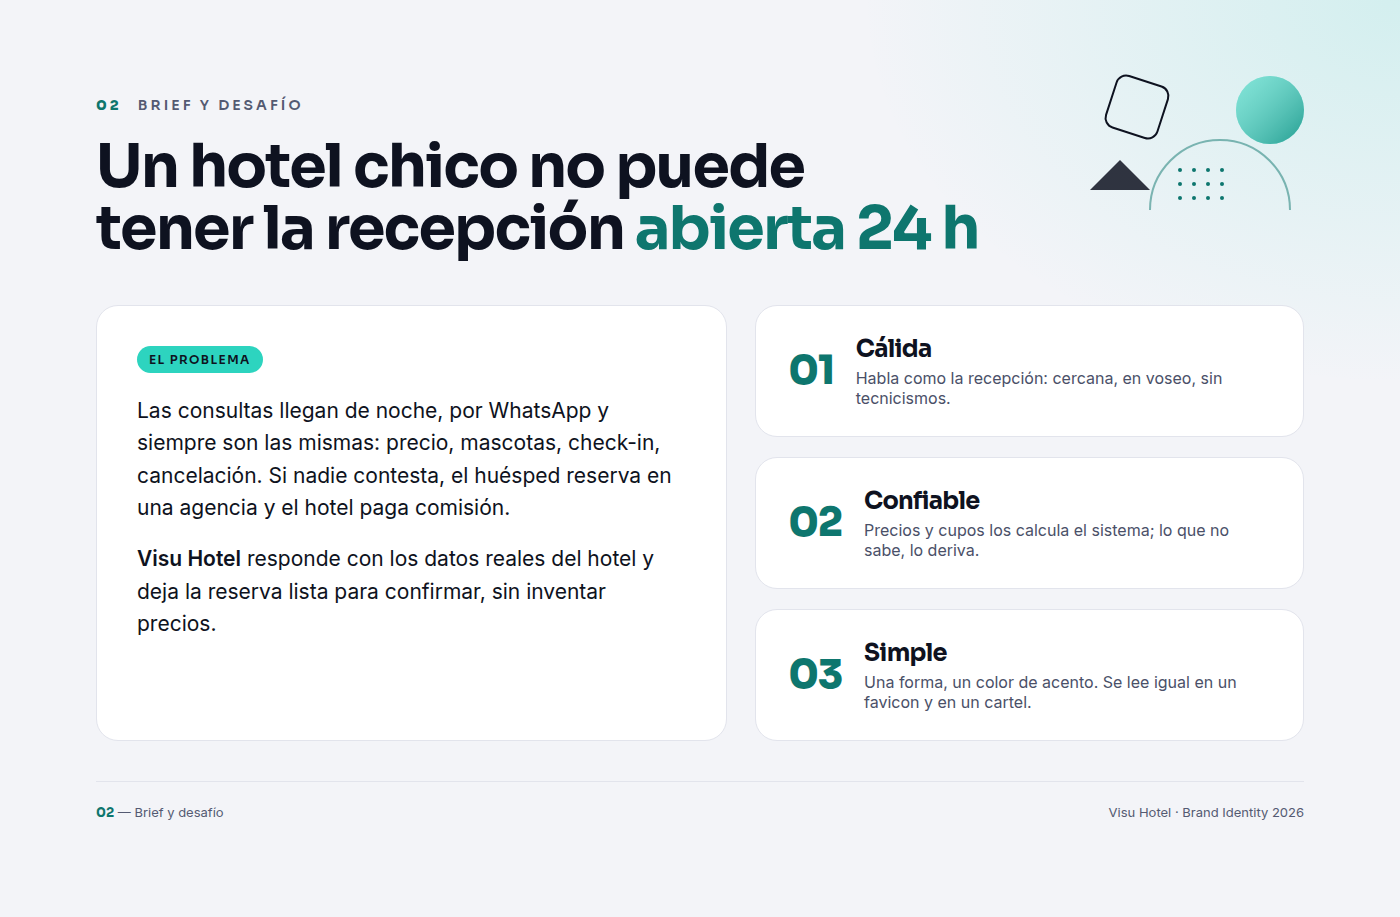 02 BRIEF Y DESAFÍO
Un hotel chico no puede
tener la recepción abierta 24 h
EL PROBLEMA
Las consultas llegan de noche, por WhatsApp y
siempre son las mismas: precio, mascotas, check-in,
cancelación. Si nadie contesta, el huésped reserva en
una agencia y el hotel paga comisión.
Visu Hotel responde con los datos reales del hotel y
deja la reserva lista para confirmar, sin inventar
precios.
01
Cálida
Habla como la recepción: cercana, en voseo, sin
tecnicismos.
02
Confiable
Precios y cupos los calcula el sistema; lo que no
sabe, lo deriva.
03
Simple
Una forma, un color de acento. Se lee igual en un
favicon y en un cartel.
02 — Brief y desafío
Visu Hotel · Brand Identity 2026